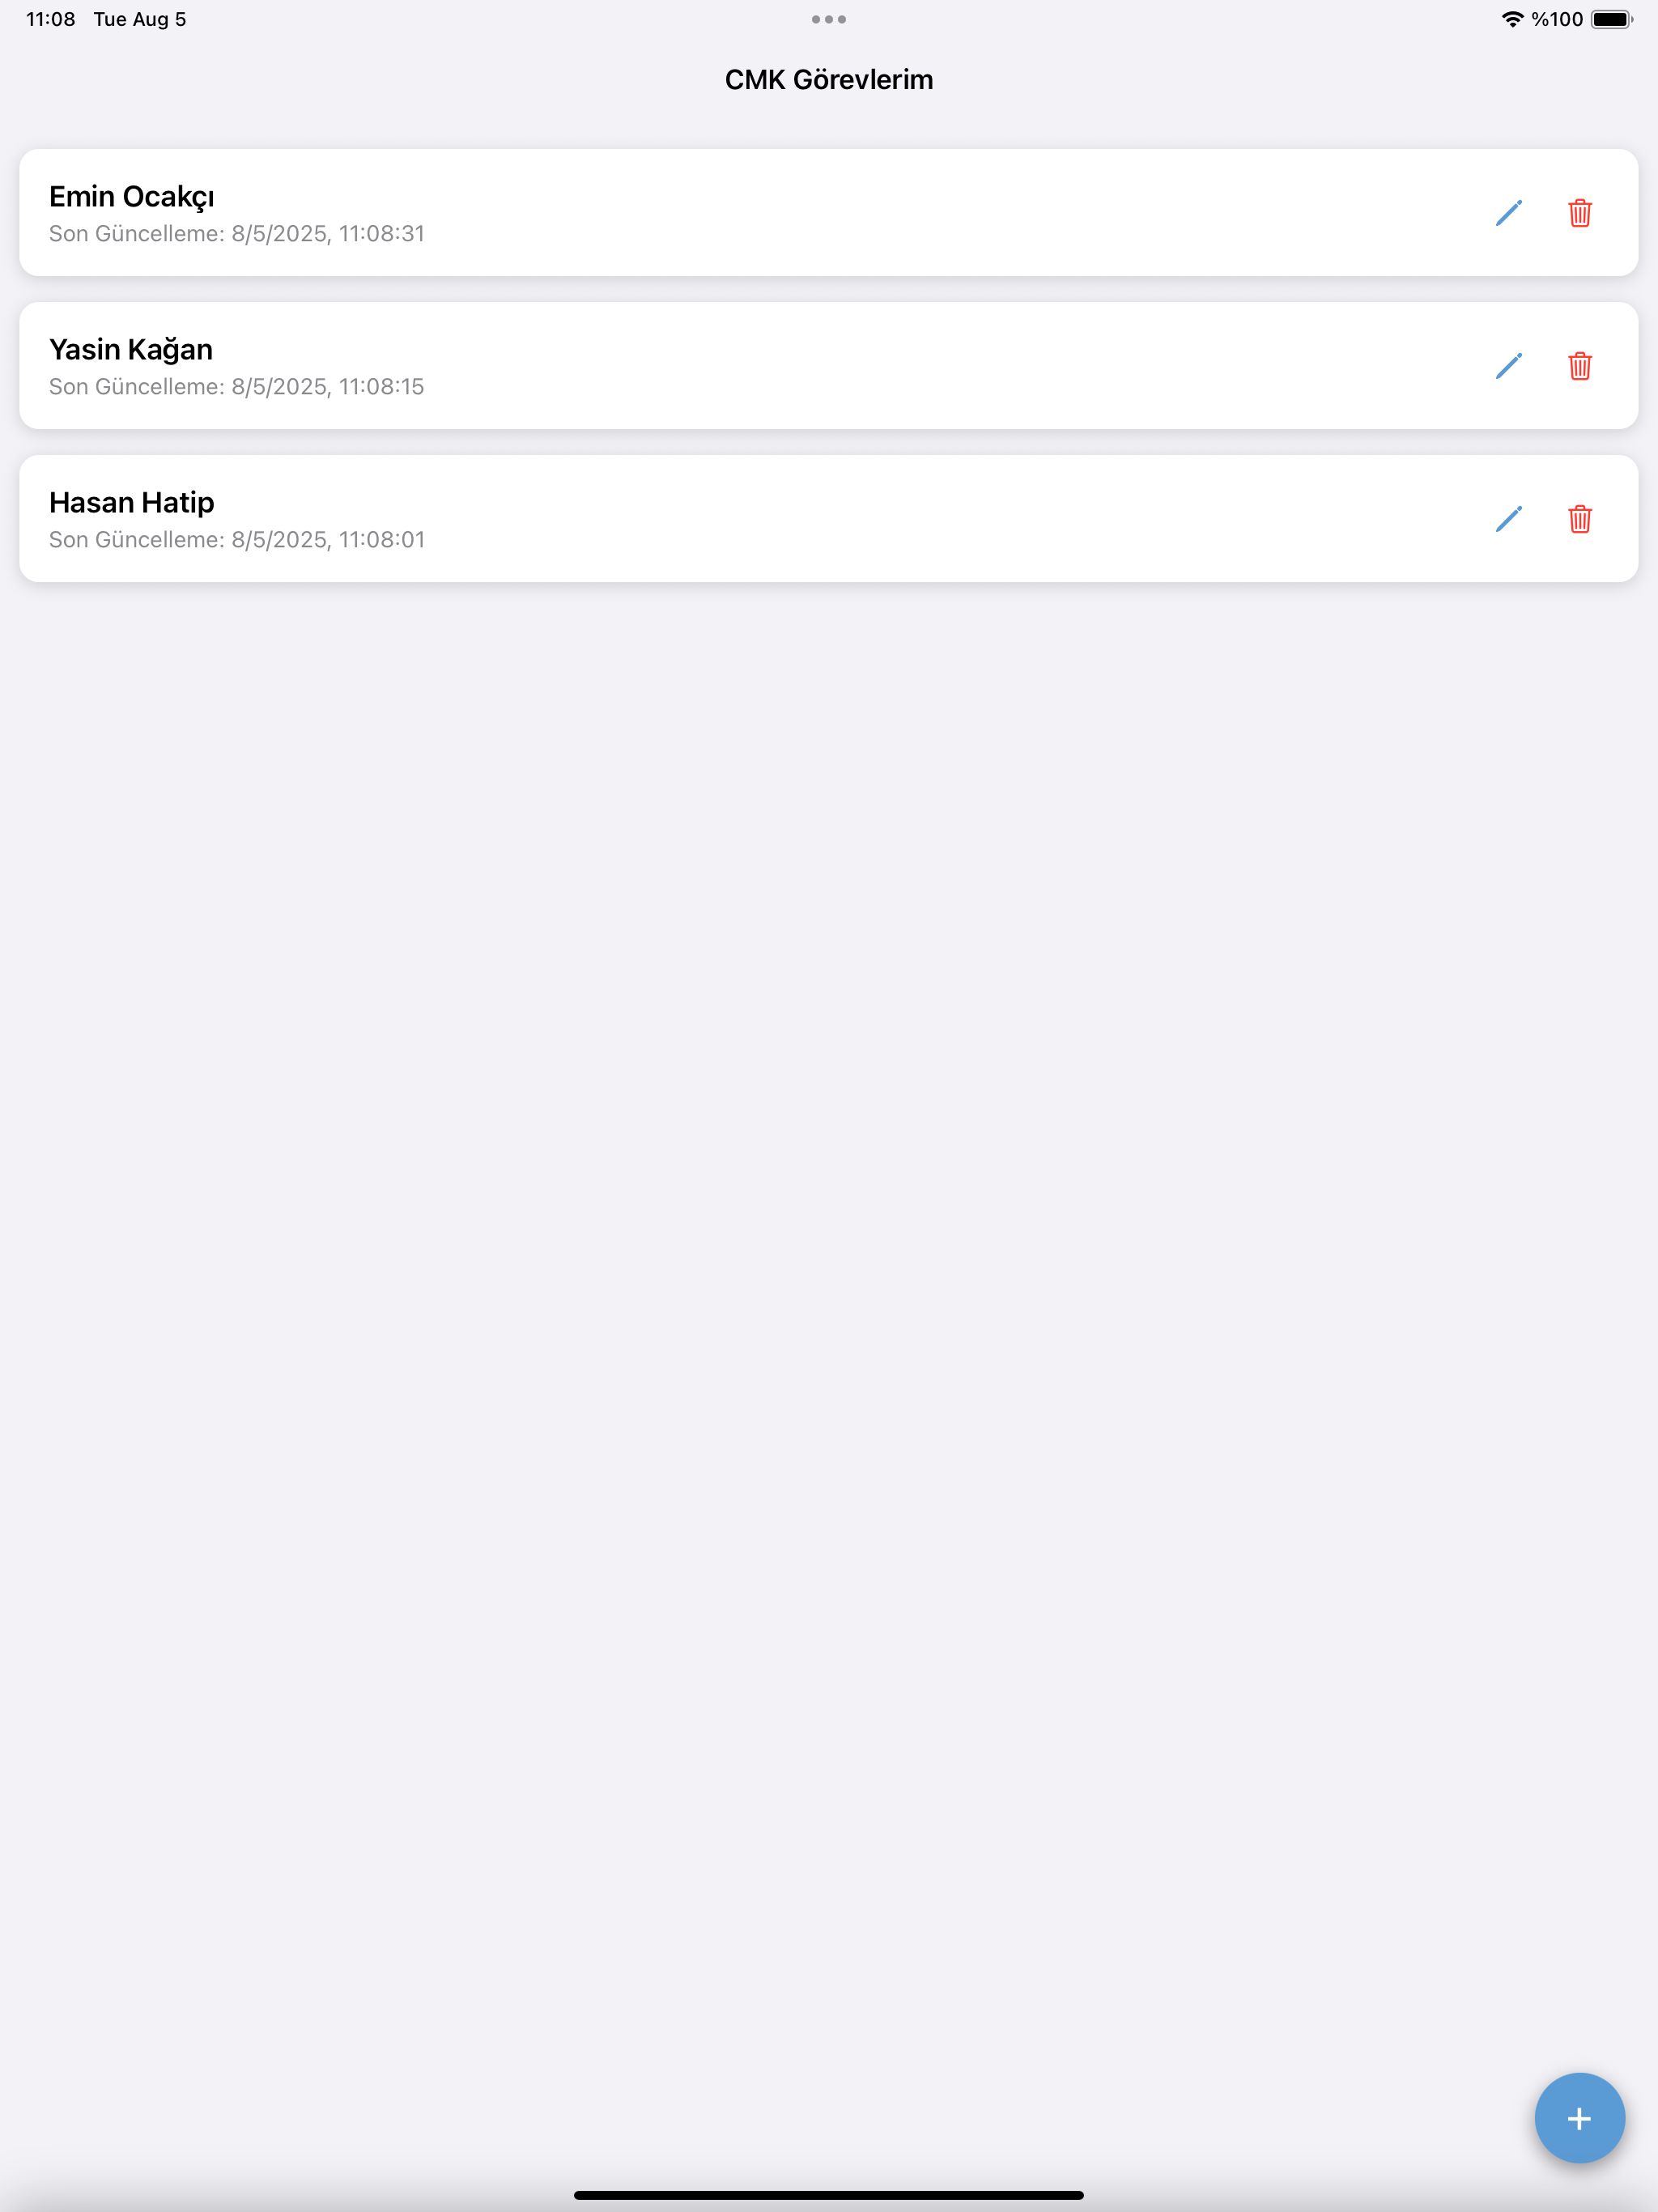 11:08 Tue Aug 5 %100
CMK Görevlerim
Emin Ocakçı
Son Güncelleme: 8/5/2025, 11:08:31
Yasin Kağan
Son Güncelleme: 8/5/2025, 11:08:15
Hasan Hatip
Son Güncelleme: 8/5/2025, 11:08:01